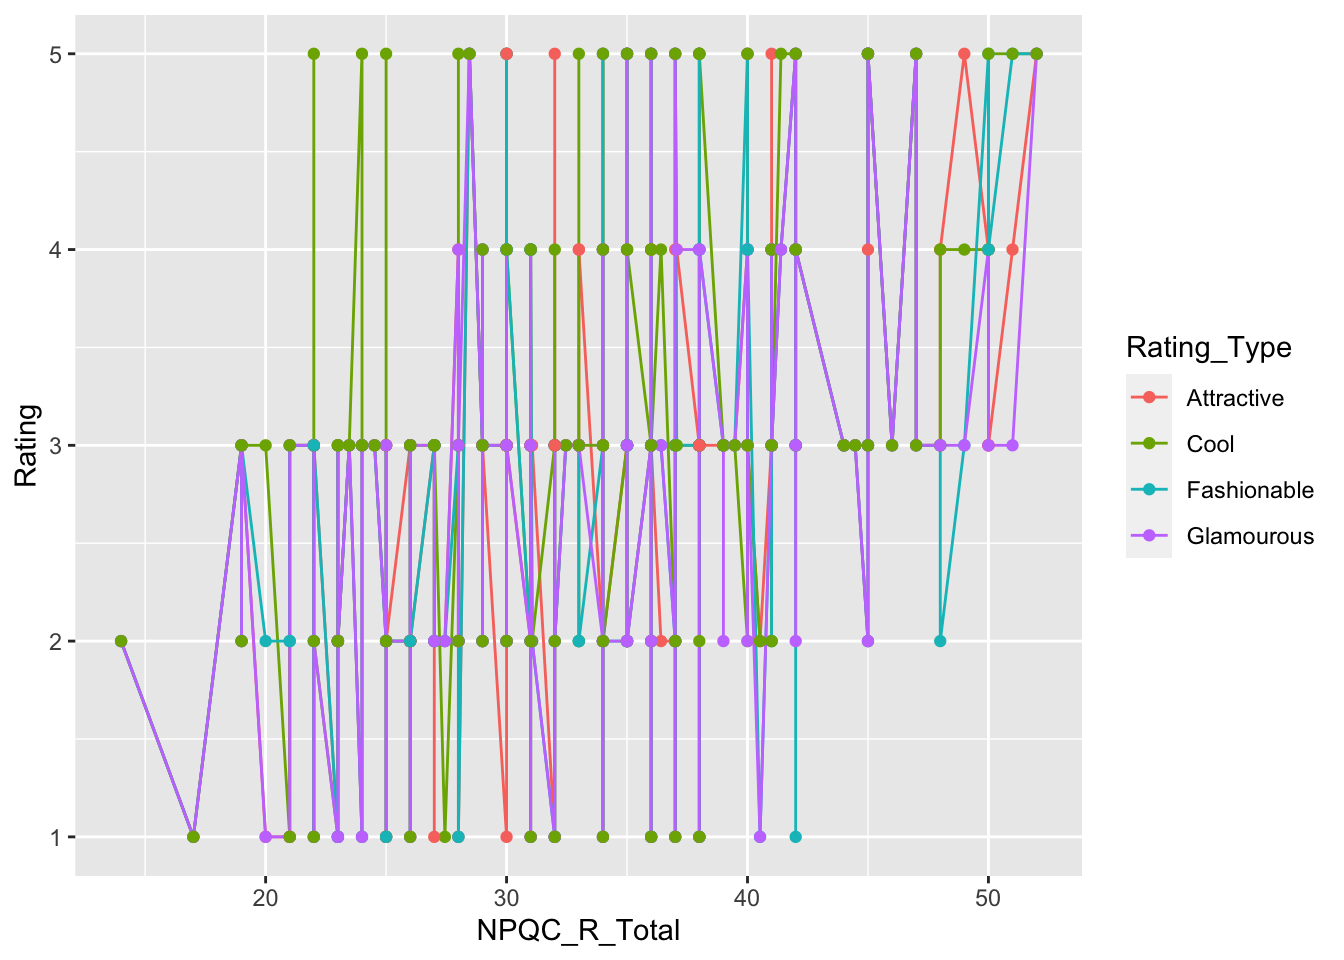 5
4
3
2
1
Rating
20 30 40 50
NPQC_R_Total
Rating_Type
Attractive
Cool
Fashionable
Glamourous